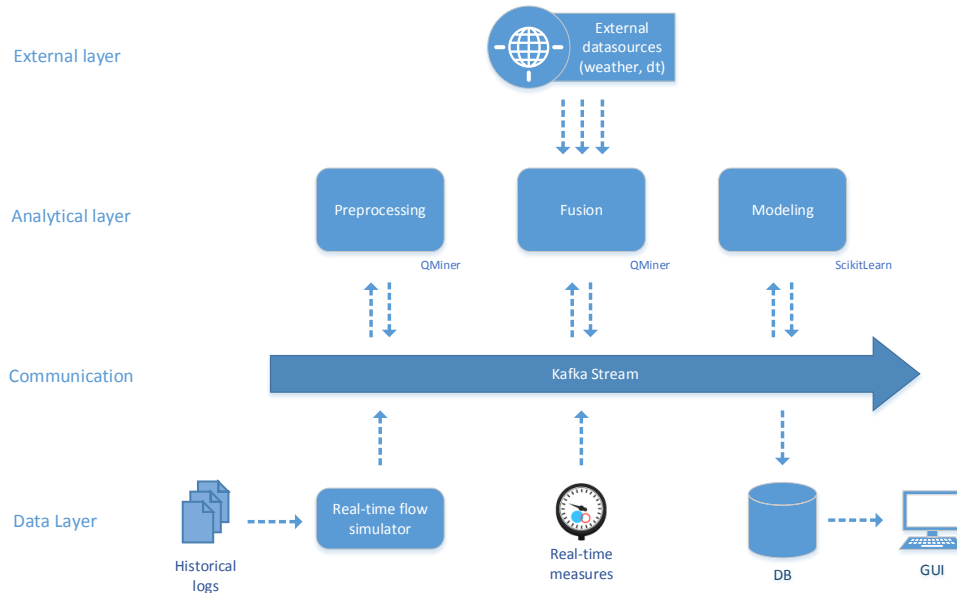 External layer
External
datasources
(weather, dt)
Analytical layer
Preprocessing
Fusion
Modeling
QMiner
QMiner
ScikitLearn
Communication
Kafka Stream
Data Layer
Real-time flow
simulator
Historical
logs
Real-time
measures
DB
GUI